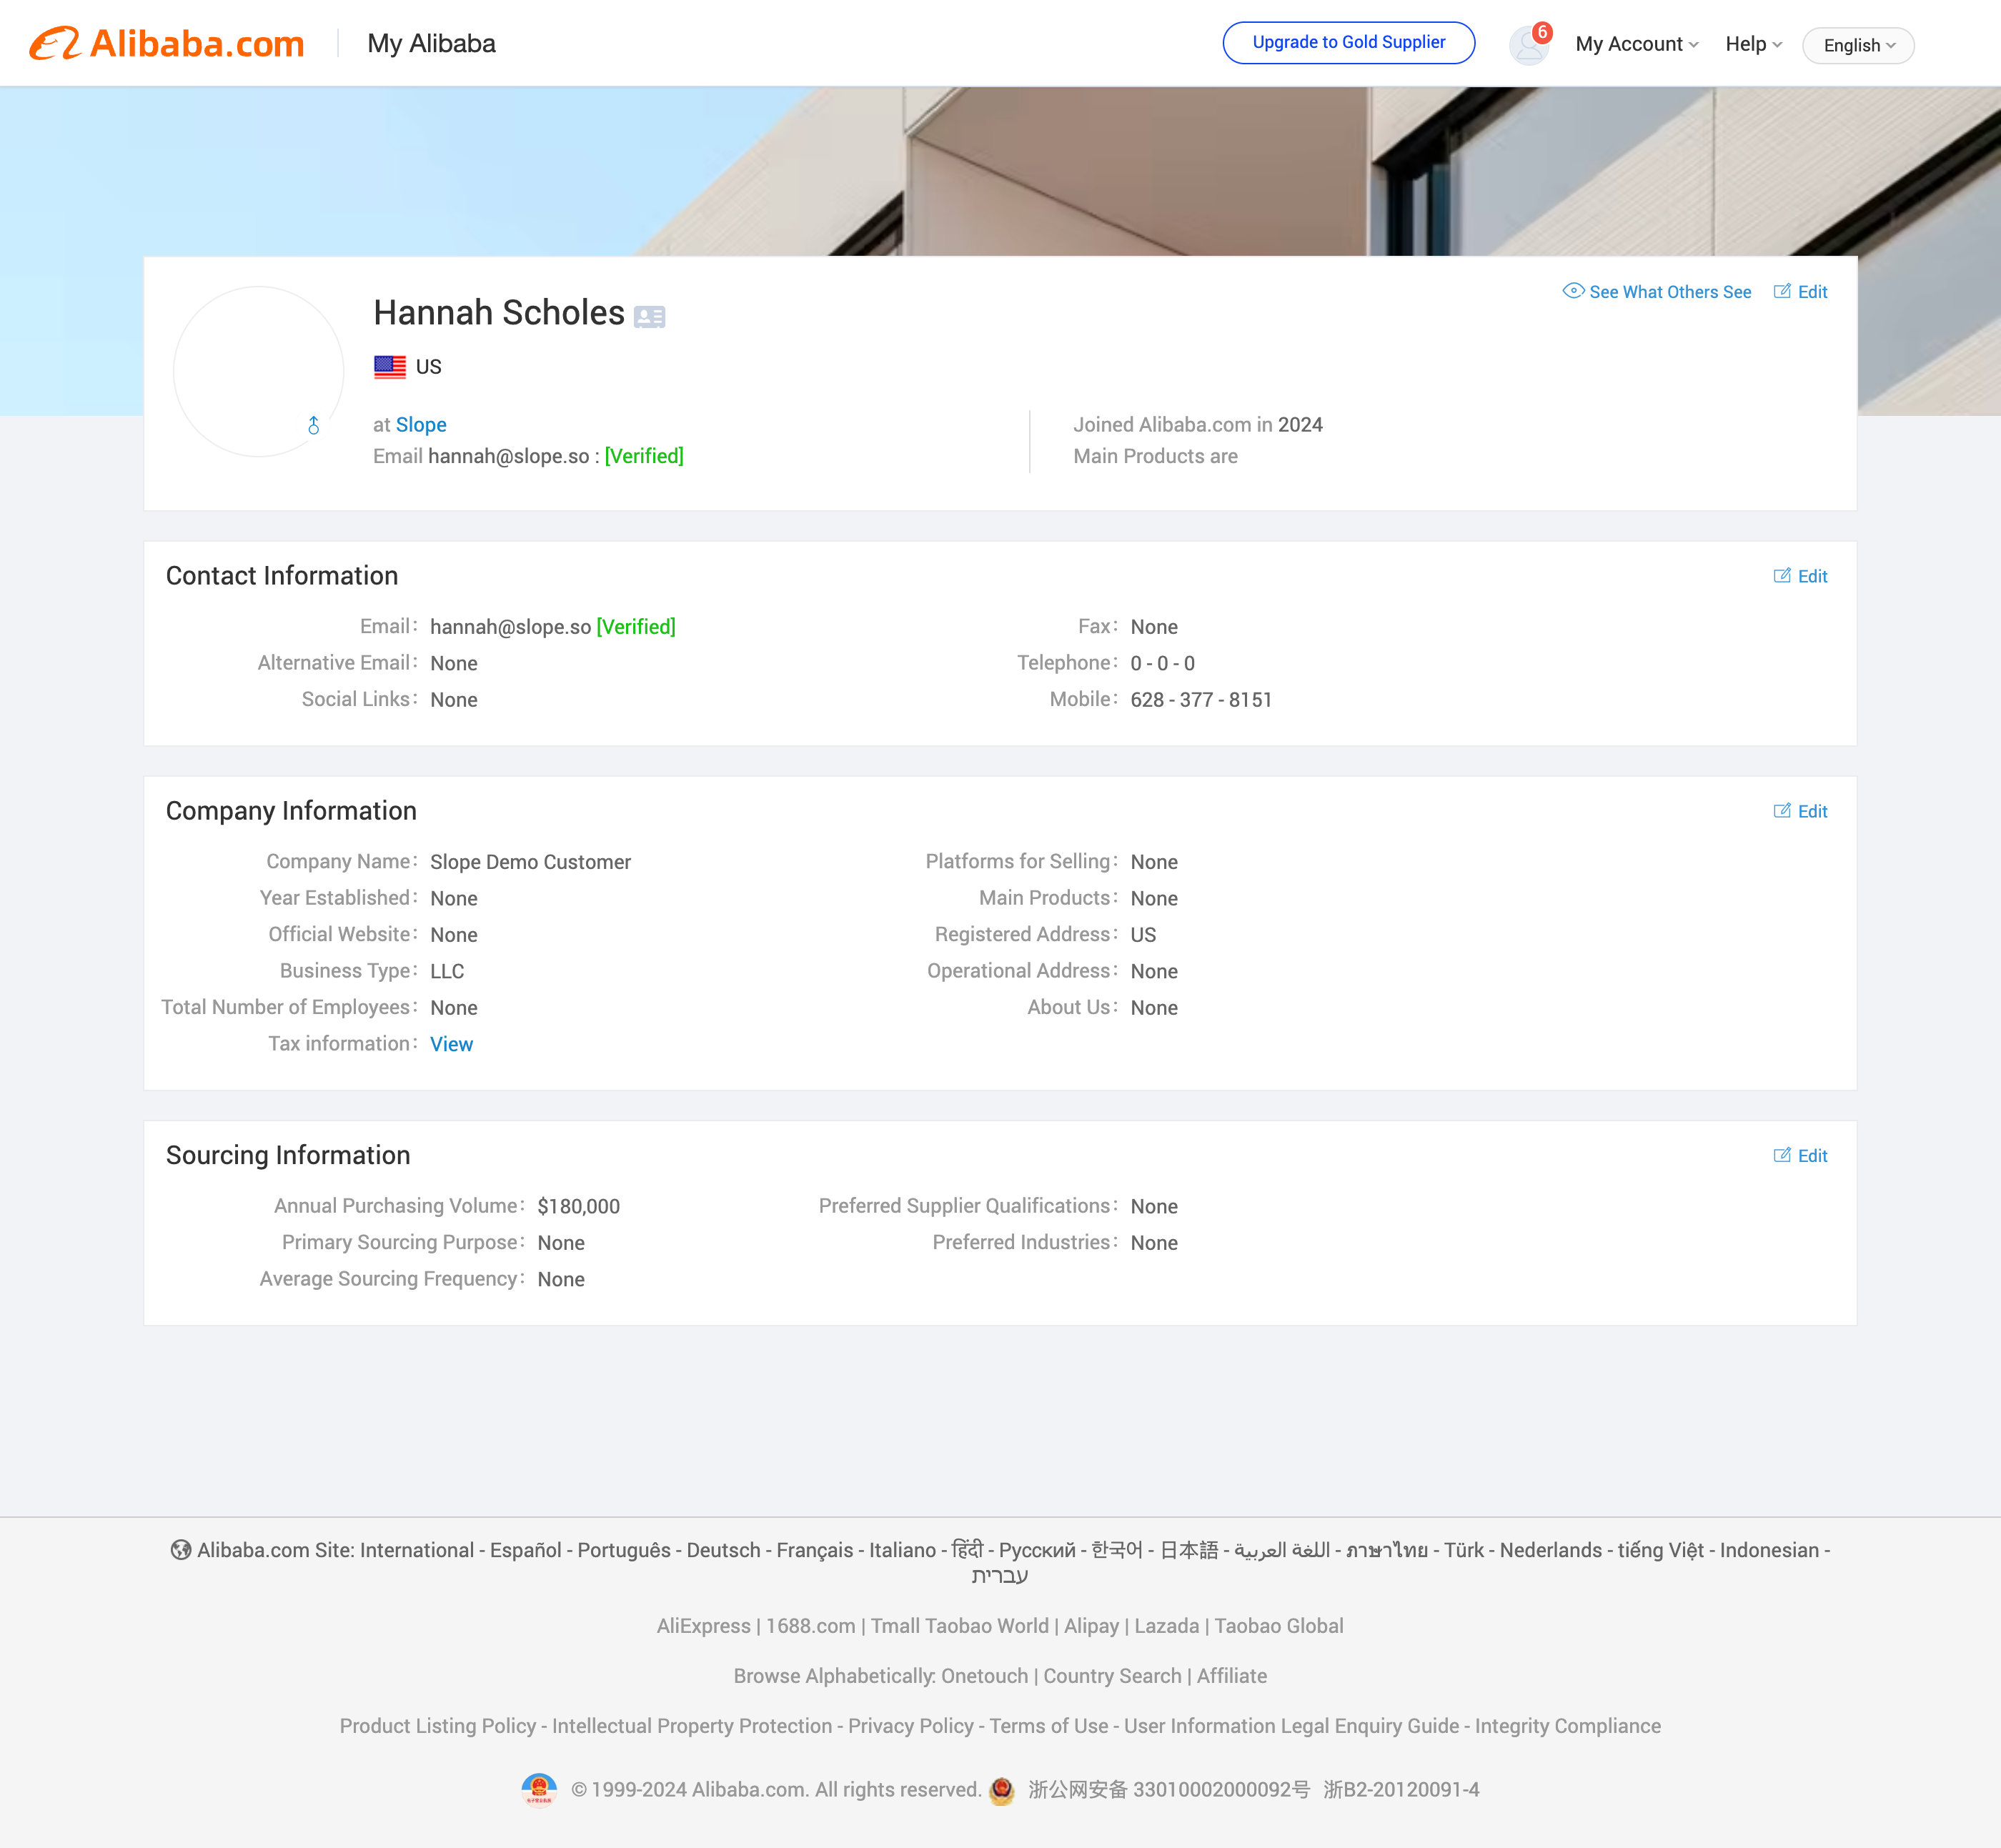 Alibaba.com
My Alibaba
Upgrade to Gold Supplier
6
My Account
Help
English
Hannah Scholes
See What Others See
Edit
US
at Slope
Email hannah@slope.so : [Verified]
Joined Alibaba.com in 2024
Main Products are
Contact Information
Edit
Email: hannah@slope.so [Verified]
Alternative Email: None
Social Links: None
Fax: None
Telephone: 0 - 0 - 0
Mobile: 628 - 377 - 8151
Company Information
Edit
Company Name: Slope Demo Customer
Year Established: None
Official Website: None
Business Type: LLC
Total Number of Employees: None
Tax information: View
Platforms for Selling: None
Main Products: None
Registered Address: US
Operational Address: None
About Us: None
Sourcing Information
Edit
Annual Purchasing Volume: $180,000
Primary Sourcing Purpose: None
Average Sourcing Frequency: None
Preferred Supplier Qualifications: None
Preferred Industries: None
Alibaba.com Site: International - Español - Português - Deutsch - Français - Italiano - हिंदी - Русский - 한국어 - 日本語 - اللغة العربية - ภาษาไทย - Türk - Nederlands - tiếng Việt - Indonesian -
עברית
AliExpress | 1688.com | Tmall Taobao World | Alipay | Lazada | Taobao Global
Browse Alphabetically: Onetouch | Country Search | Affiliate
Product Listing Policy - Intellectual Property Protection - Privacy Policy - Terms of Use - User Information Legal Enquiry Guide - Integrity Compliance
© 1999-2024 Alibaba.com. All rights reserved. 浙公网安备 33010002000092号 浙B2-20120091-4